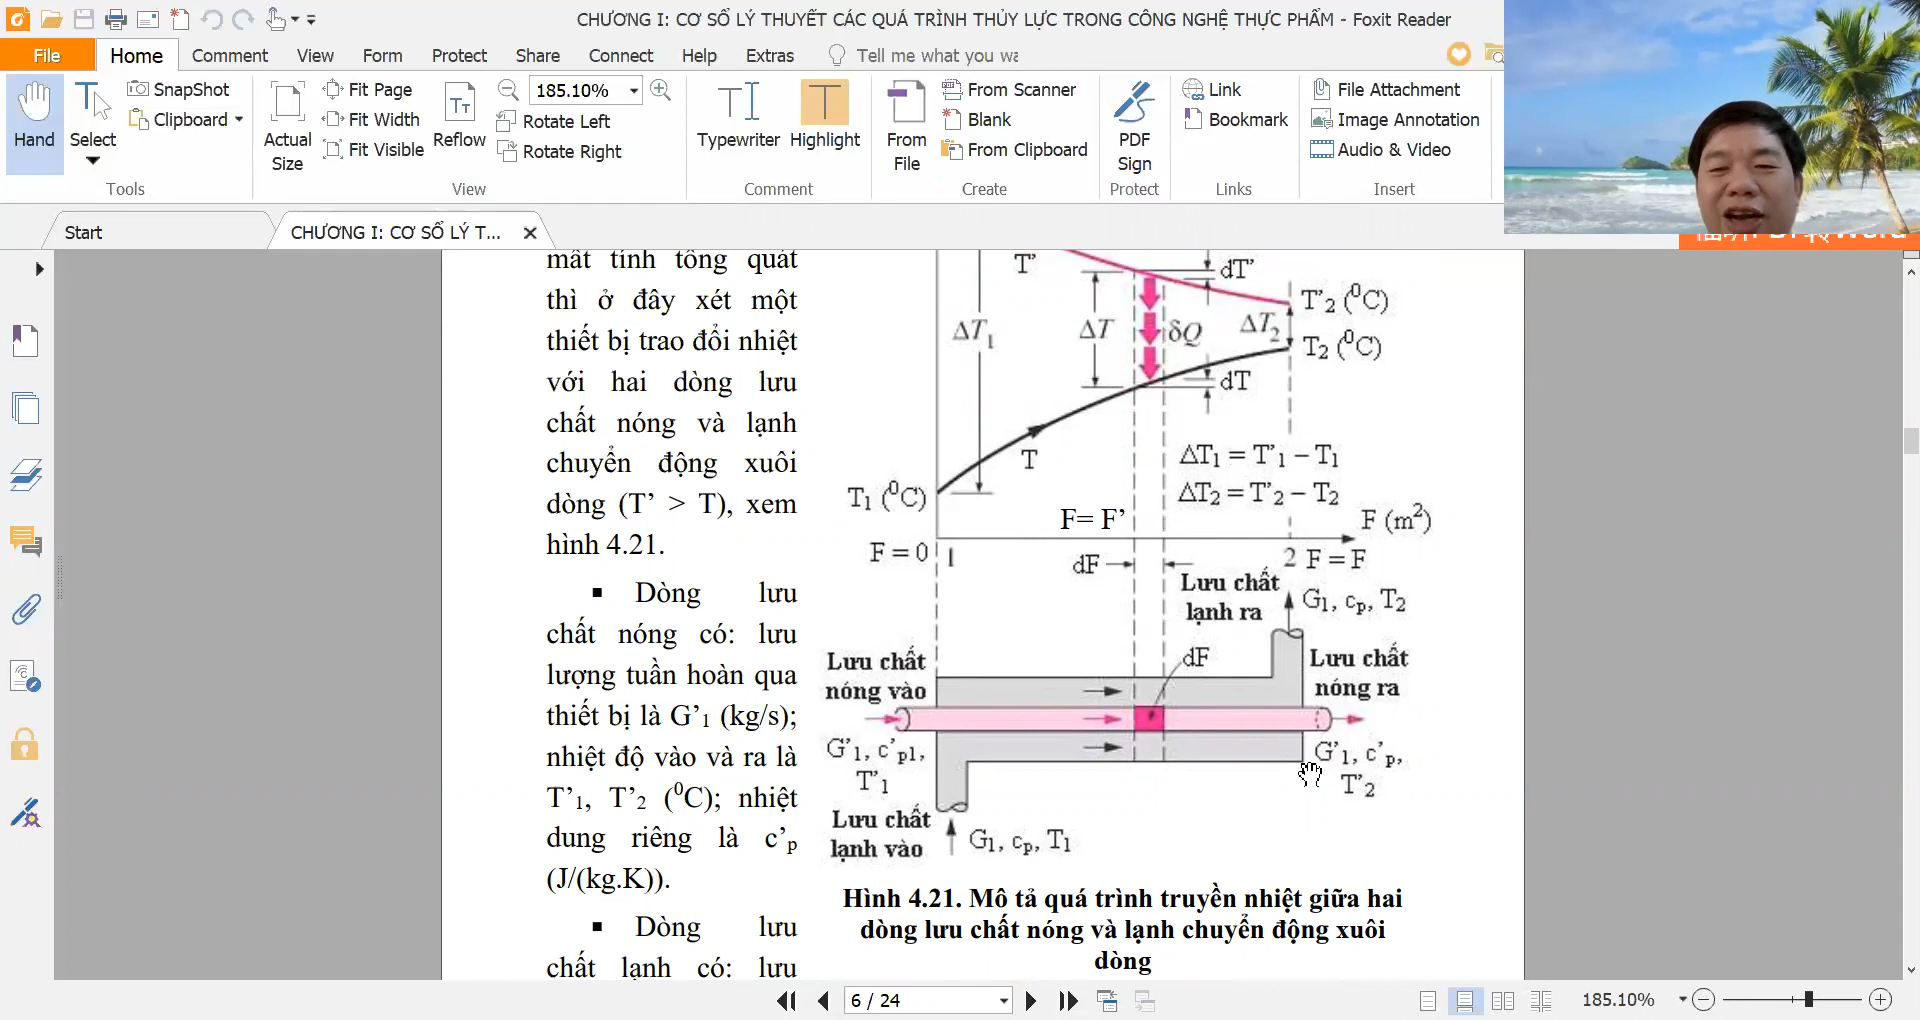 CHƯƠNG I: CƠ SỔ LÝ THUYẾT CÁC QUÁ TRÌNH THỦY LỰC TRONG CÔNG NGHỆ THỰC PHẨM - Foxit Reader
File Home Comment View Form Protect Share Connect Help Extras Tell me what you wa
Hand
Select
SnapShot
Clipboard
Tools
Actual Size
Fit Page
Fit Width
Fit Visible
Reflow
185.10%
Rotate Left
Rotate Right
View
Typewriter
Highlight
Comment
From File
From Scanner
Blank
From Clipboard
Create
PDF Sign
Protect
Link
Bookmark
Links
File Attachment
Image Annotation
Audio & Video
Insert
Start
CHƯƠNG I: CƠ SỔ LÝ T...
mất tính tổng quát
thì ở đây xét một
thiết bị trao đổi nhiệt
với hai dòng lưu
chất nóng và lạnh
chuyển động xuôi
dòng (T’ > T), xem
hình 4.21.
▪ Dòng lưu
chất nóng có: lưu
lượng tuần hoàn qua
thiết bị là G’1 (kg/s);
nhiệt độ vào và ra là
T’1, T’2 (⁰C); nhiệt
dung riêng là c’p
(J/(kg.K)).
▪ Dòng lưu
chất lạnh có: lưu
T’
dT’
T’2 (⁰C)
ΔT1
ΔT
δQ
ΔT2
T2 (⁰C)
dT
T
ΔT1 = T’1 – T1
ΔT2 = T’2 – T2
T1 (⁰C)
F= F’
F (m²)
F = 0
1
dF
2
F = F
Lưu chất
lạnh ra
G1, cp, T2
Lưu chất
nóng vào
dF
Lưu chất
nóng ra
G’1, c’p1,
T’1
G’1, c’p,
T’2
Lưu chất
lạnh vào
G1, cp, T1
Hình 4.21. Mô tả quá trình truyền nhiệt giữa hai
dòng lưu chất nóng và lạnh chuyển động xuôi
dòng
6 / 24
185.10%